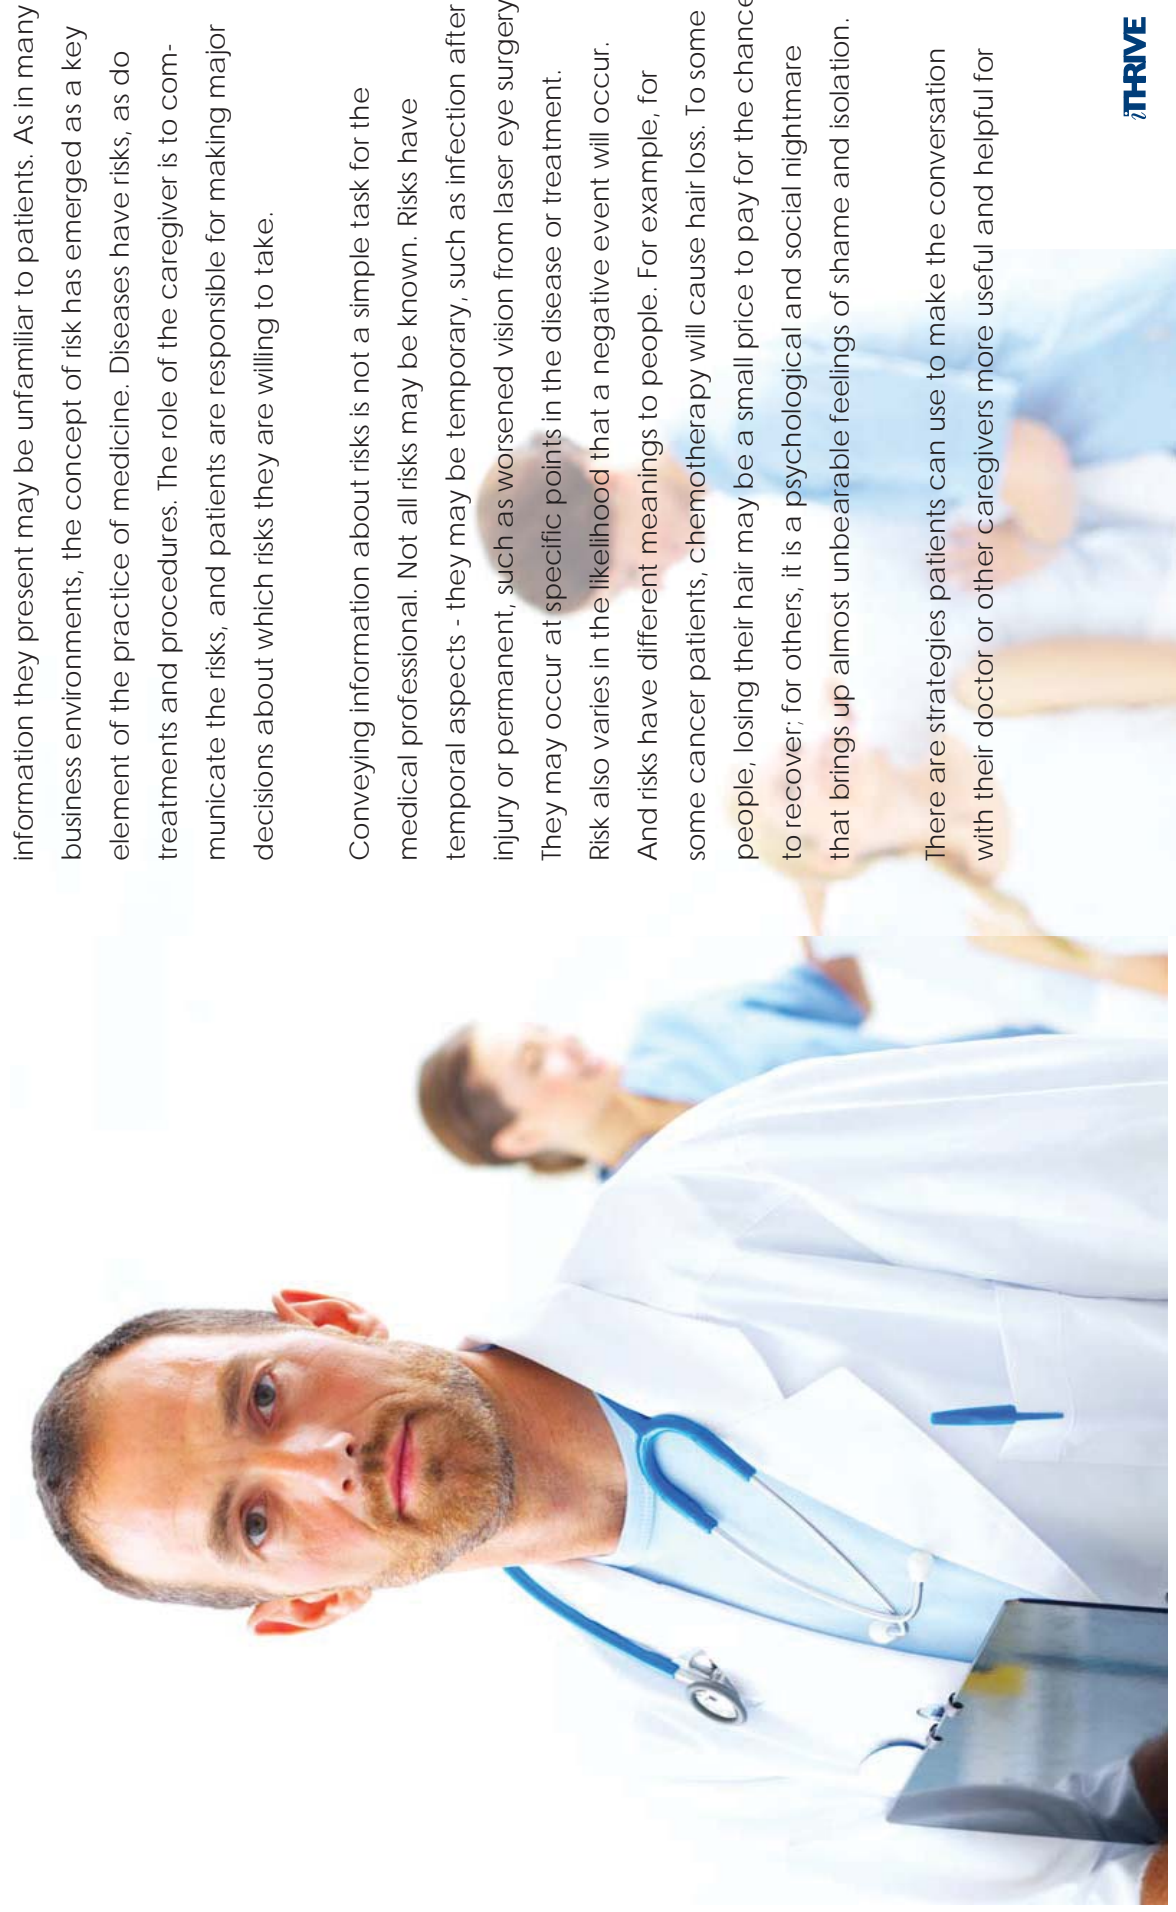 information they present may be unfamiliar to patients. As in many
business environments, the concept of risk has emerged as a key
element of the practice of medicine. Diseases have risks, as do
treatments and procedures. The role of the caregiver is to com-
municate the risks, and patients are responsible for making major
decisions about which risks they are willing to take.
Conveying information about risks is not a simple task for the
medical professional. Not all risks may be known. Risks have
temporal aspects - they may be temporary, such as infection after
injury or permanent, such as worsened vision from laser eye surgery
They may occur at specific points in the disease or treatment.
Risk also varies in the likelihood that a negative event will occur.
And risks have different meanings to people. For example, for
some cancer patients, chemotherapy will cause hair loss. To some
people, losing their hair may be a small price to pay for the chance
to recover; for others, it is a psychological and social nightmare
that brings up almost unbearable feelings of shame and isolation.
There are strategies patients can use to make the conversation
with their doctor or other caregivers more useful and helpful for
iTHRIVE